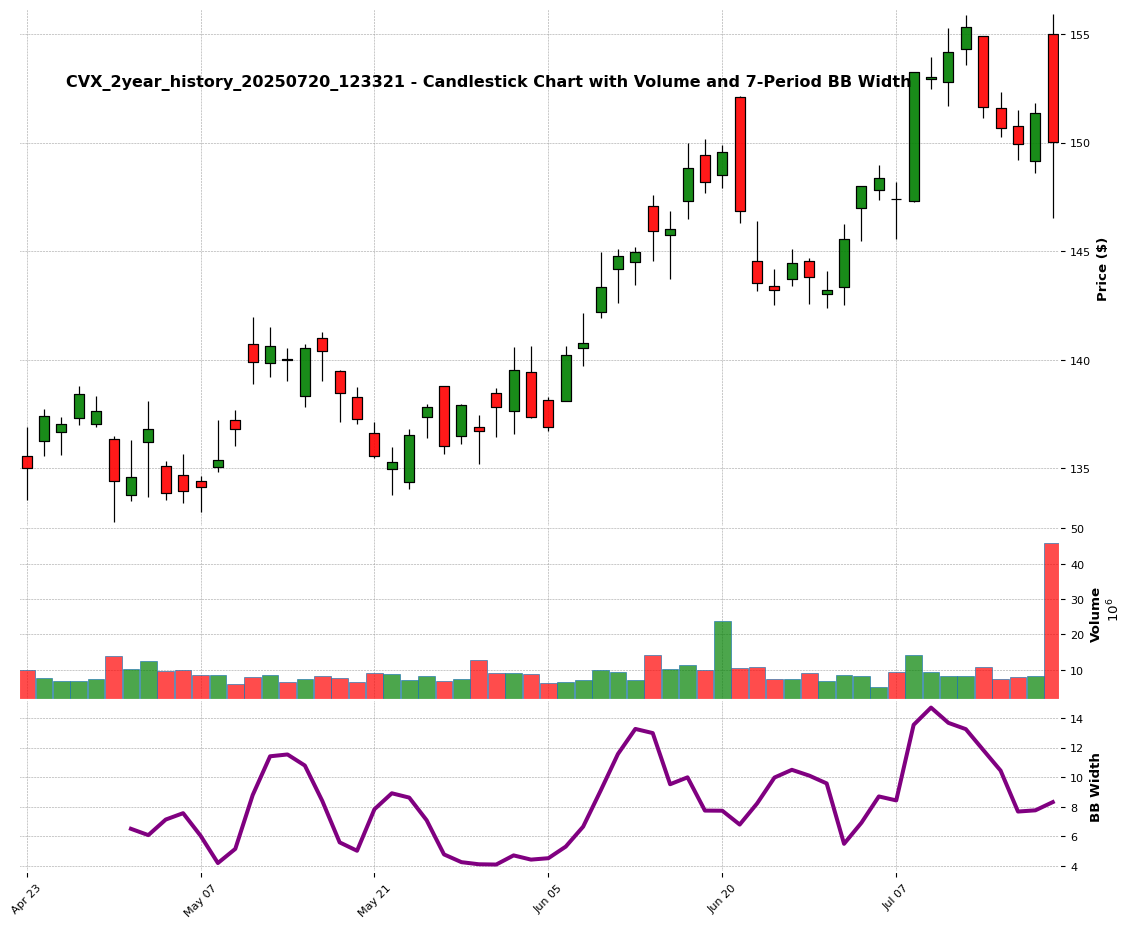 CVX_2year_history_20250720_123321 - Candlestick Chart with Volume and 7-Period BB Width
155
150
145
140
135
Price ($)
50
40
30
20
10
Volume
10^6
14
12
10
8
6
4
BB Width
Apr 23
May 07
May 21
Jun 05
Jun 20
Jul 07